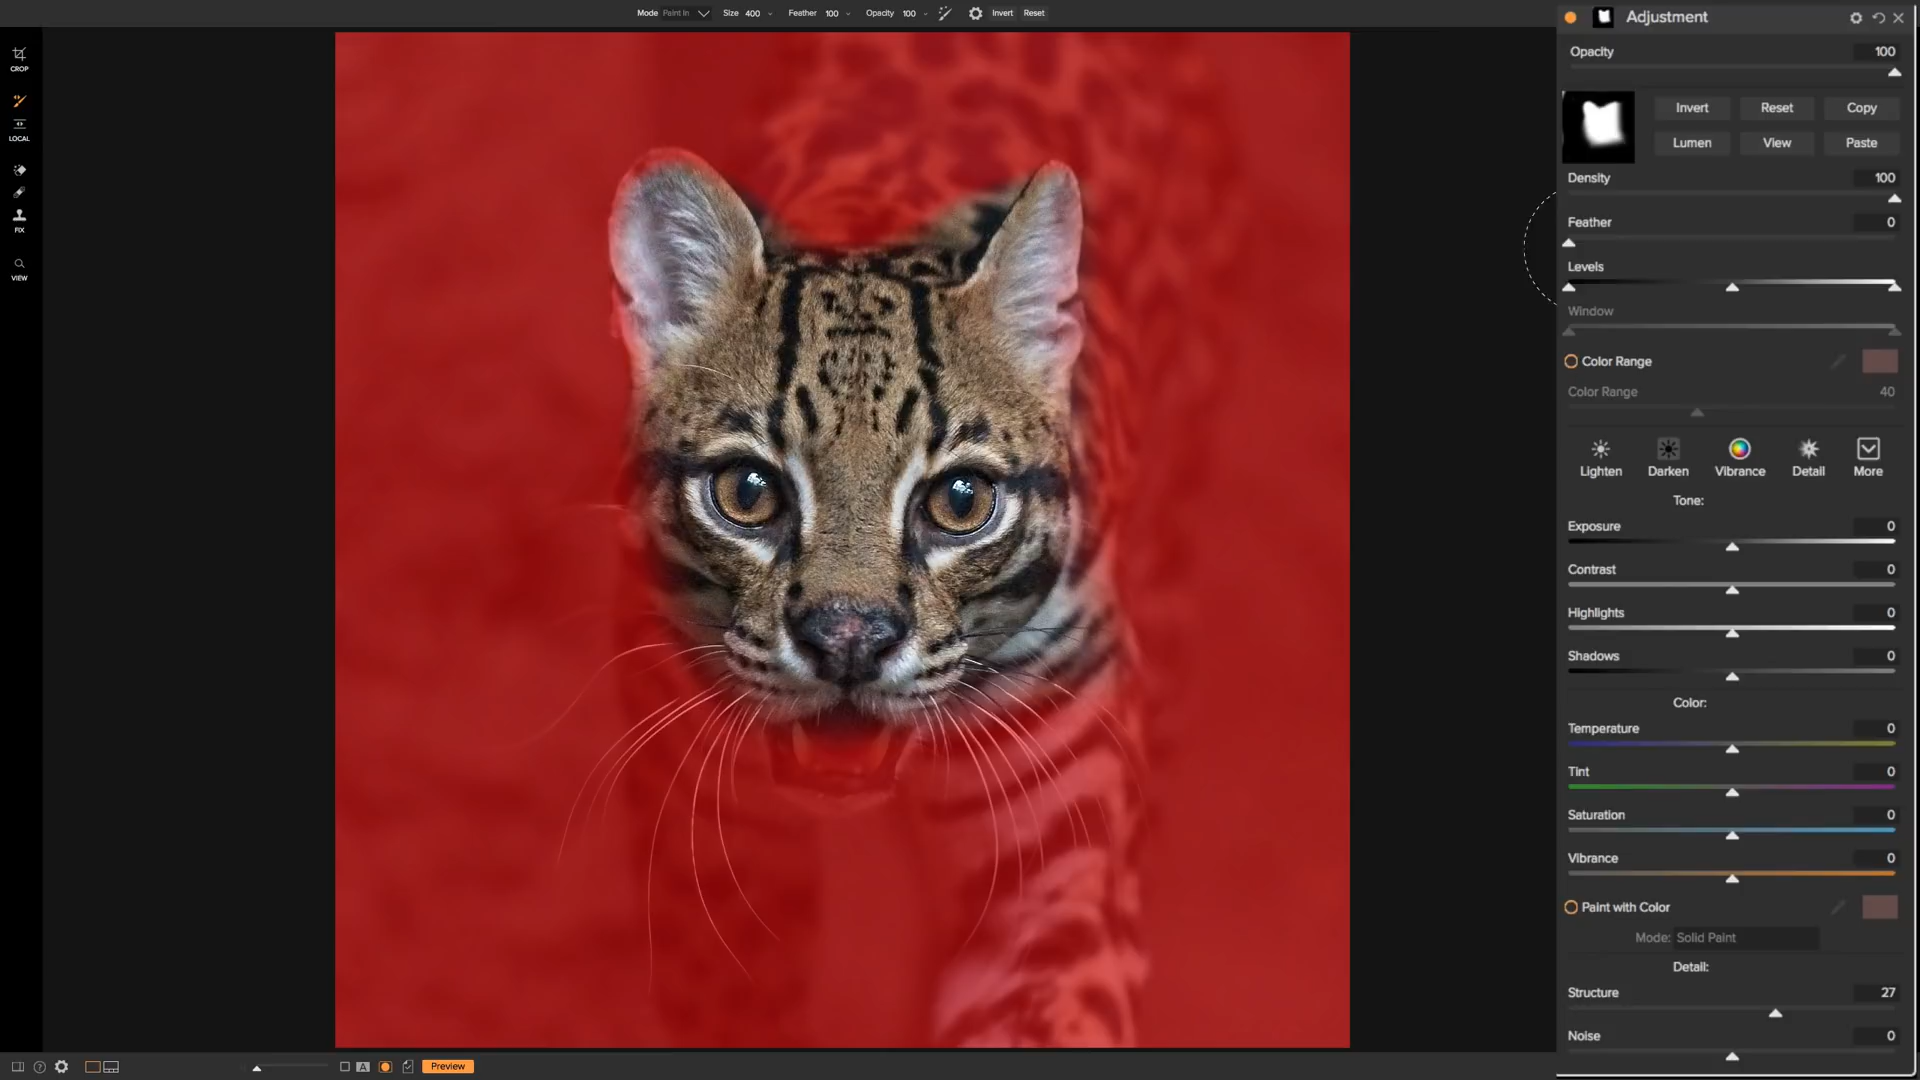 Mode Paint In Size 400 Feather 100 Opacity 100 Invert Reset
CROP
LOCAL
FIX
VIEW
Adjustment
Opacity 100
Invert Reset Copy
Lumen View Paste
Density 100
Feather 0
Levels
Window
Color Range
Color Range 40
Lighten Darken Vibrance Detail More
Tone:
Exposure 0
Contrast 0
Highlights 0
Shadows 0
Color:
Temperature 0
Tint 0
Saturation 0
Vibrance 0
Paint with Color
Mode: Solid Paint
Detail:
Structure 27
Noise 0
? A Preview